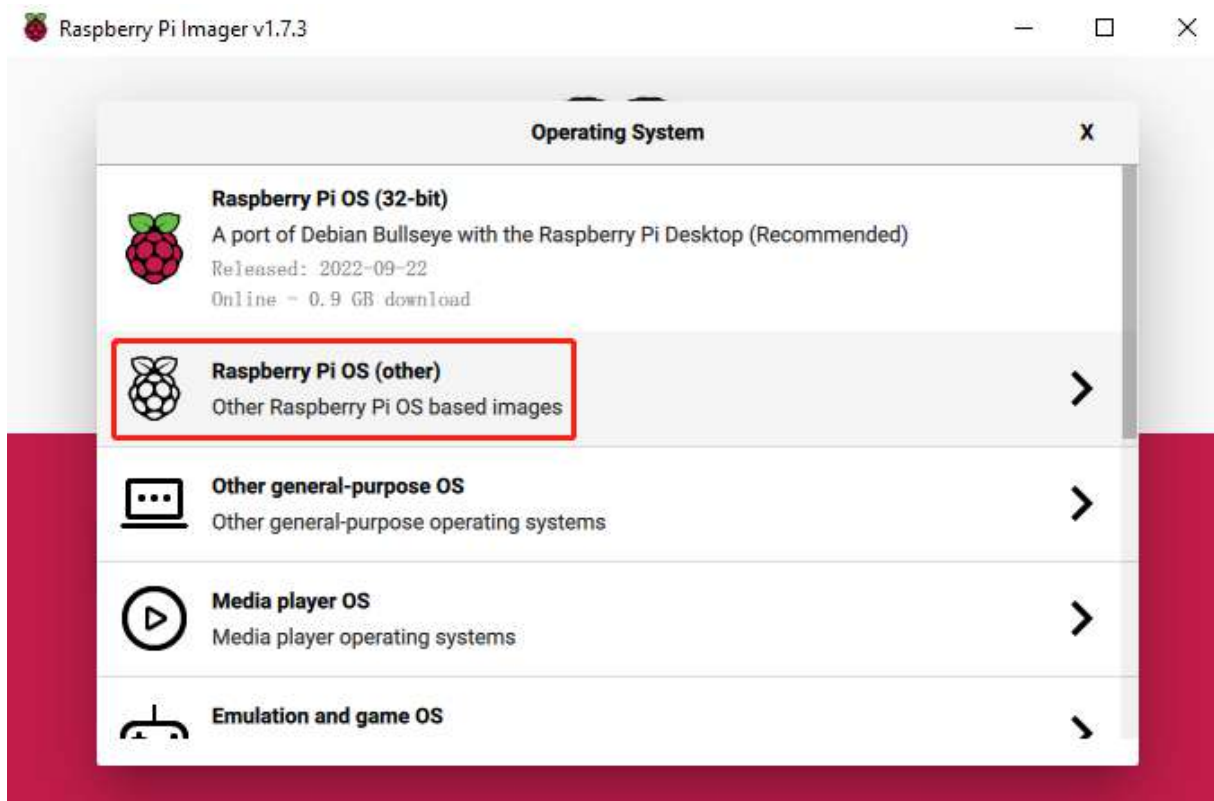 Raspberry Pi Imager v1.7.3
Operating System
X
Raspberry Pi OS (32-bit)
A port of Debian Bullseye with the Raspberry Pi Desktop (Recommended)
Released: 2022-09-22
Online - 0.9 GB download
Raspberry Pi OS (other)
Other Raspberry Pi OS based images
Other general-purpose OS
Other general-purpose operating systems
Media player OS
Media player operating systems
Emulation and game OS